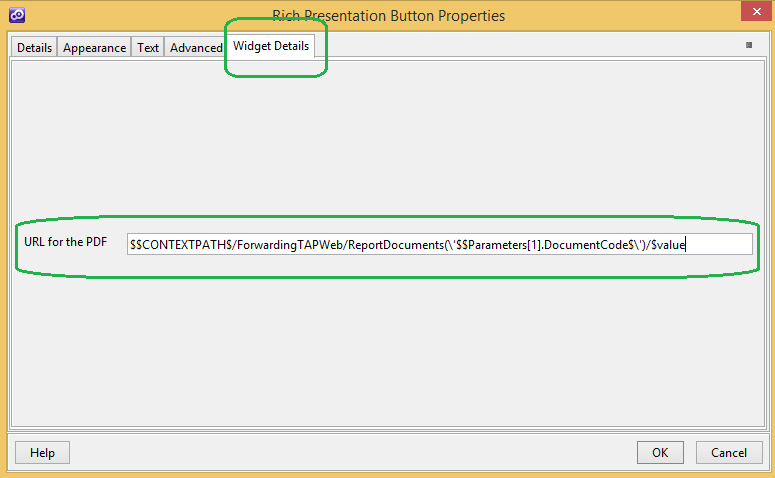 Rich Presentation Button Properties
Details Appearance Text Advanced Widget Details
URL for the PDF $$CONTEXTPATH$/ForwardingTAPWeb/ReportDocuments(\'$$Parameters[1].DocumentCode$\')/$value
Help OK Cancel